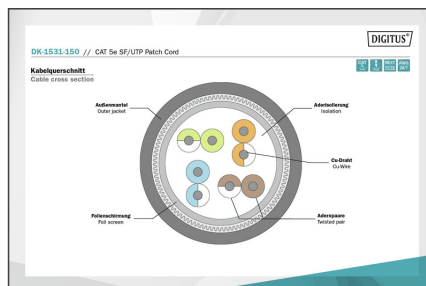 DIGITUS®
DK-1531-150 // CAT 5e SF/UTP Patch Cord
Kabelquerschnitt
Cable cross section
Außenmantel
Outer jacket
Aderisolierung
Isolation
Cu-Draht
Cu-Wire
Folienschirmung
Foil screen
Adernpaare
Twisted pair